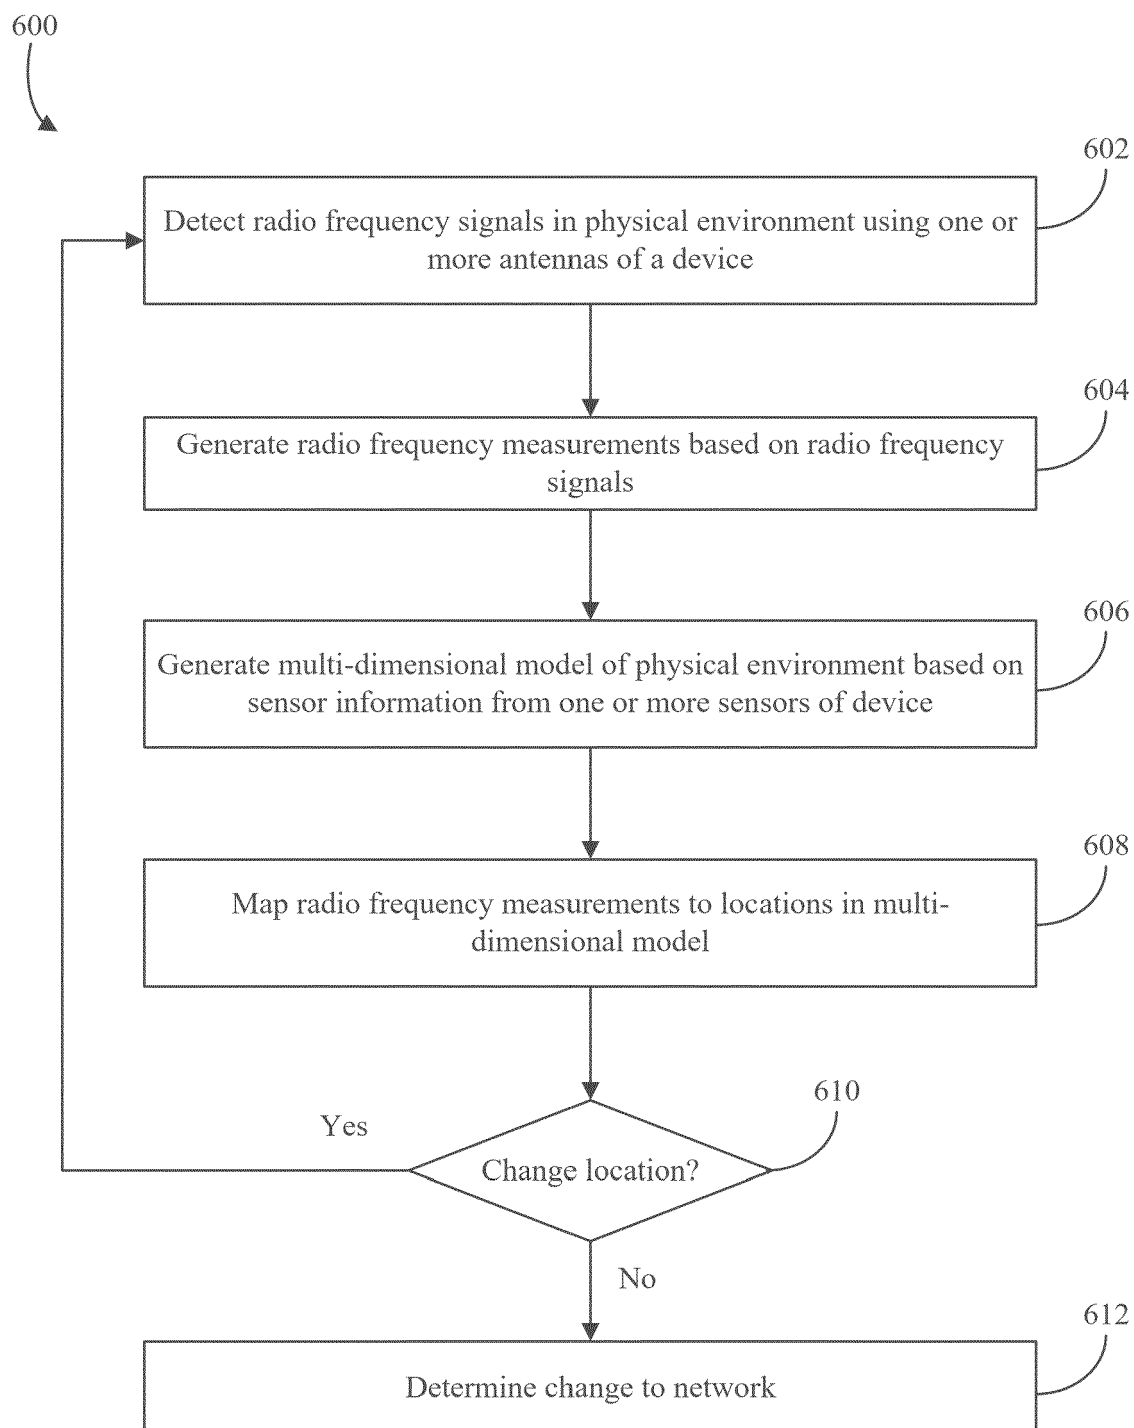 600
602
Detect radio frequency signals in physical environment using one or
more antennas of a device
604
Generate radio frequency measurements based on radio frequency
signals
606
Generate multi-dimensional model of physical environment based on
sensor information from one or more sensors of device
608
Map radio frequency measurements to locations in multi-
dimensional model
610
Yes
Change location?
No
612
Determine change to network